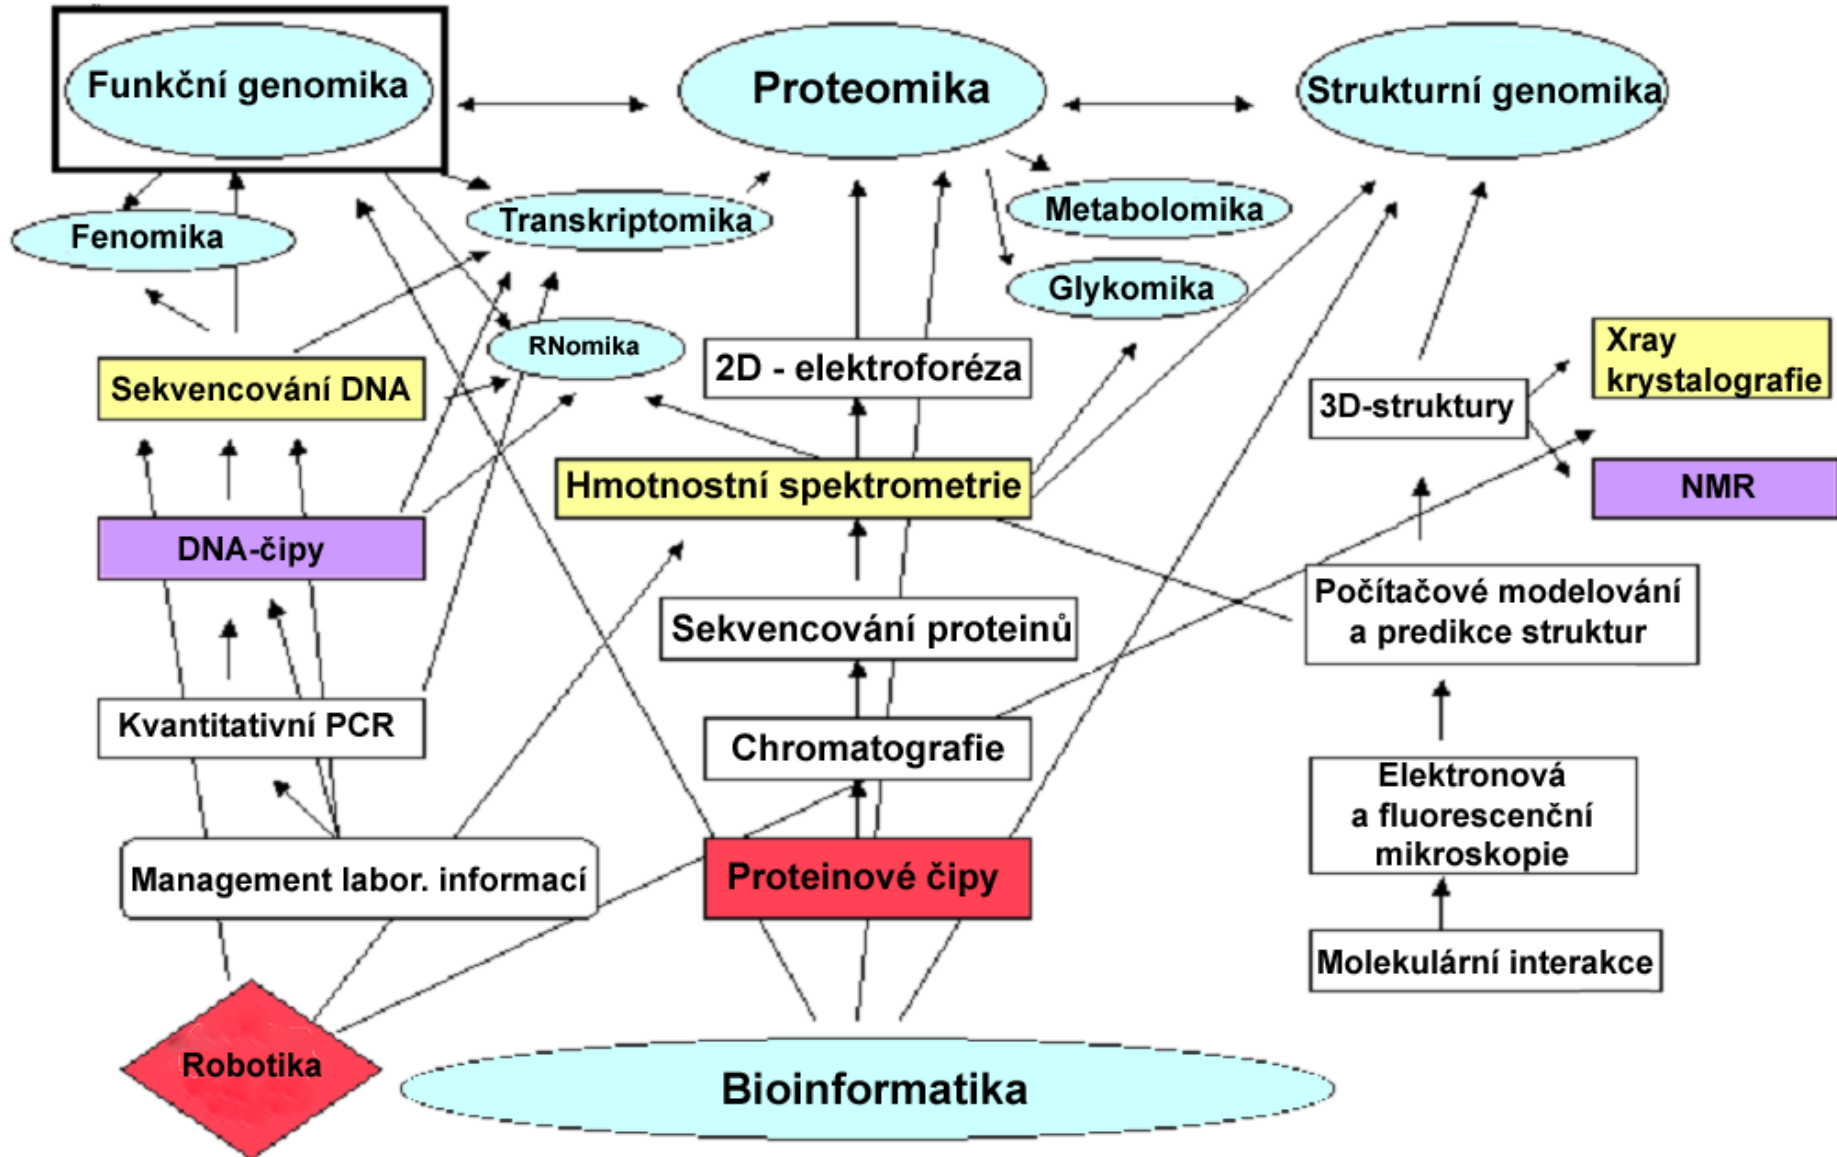 Funkční genomika
Proteomika
Strukturní genomika
Fenomika
Transkriptomika
Metabolomika
Glykomika
RNomika
Sekvencování DNA
2D - elektroforéza
3D-struktury
Xray
krystalografie
Hmotnostní spektrometrie
NMR
DNA-čipy
Sekvencování proteinů
Počítačové modelování
a predikce struktur
Kvantitativní PCR
Chromatografie
Elektronová
a fluorescenční
mikroskopie
Management labor. informací
Proteinové čipy
Molekulární interakce
Robotika
Bioinformatika